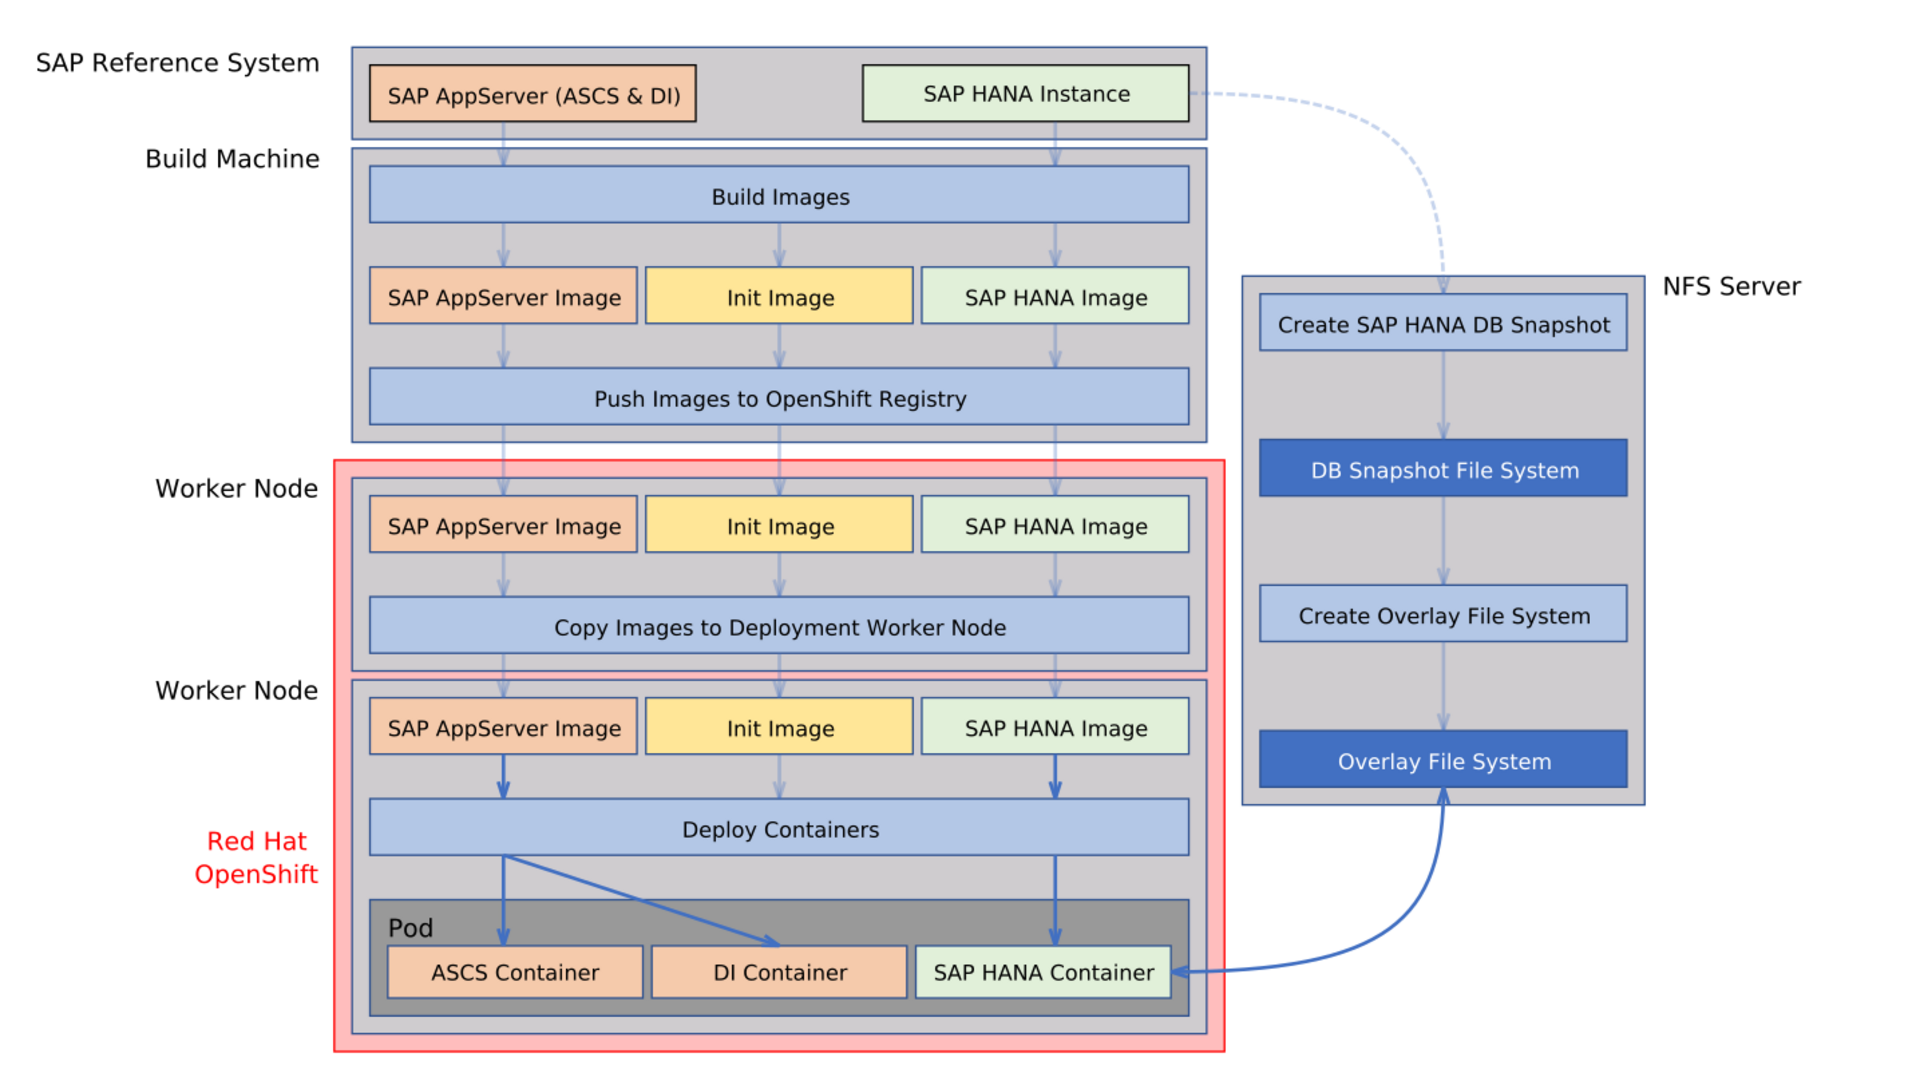 SAP Reference System
SAP AppServer (ASCS & DI)
SAP HANA Instance
Build Machine
Build Images
SAP AppServer Image
Init Image
SAP HANA Image
Push Images to OpenShift Registry
Worker Node
SAP AppServer Image
Init Image
SAP HANA Image
Copy Images to Deployment Worker Node
Worker Node
SAP AppServer Image
Init Image
SAP HANA Image
Deploy Containers
Red Hat
OpenShift
Pod
ASCS Container
DI Container
SAP HANA Container
NFS Server
Create SAP HANA DB Snapshot
DB Snapshot File System
Create Overlay File System
Overlay File System